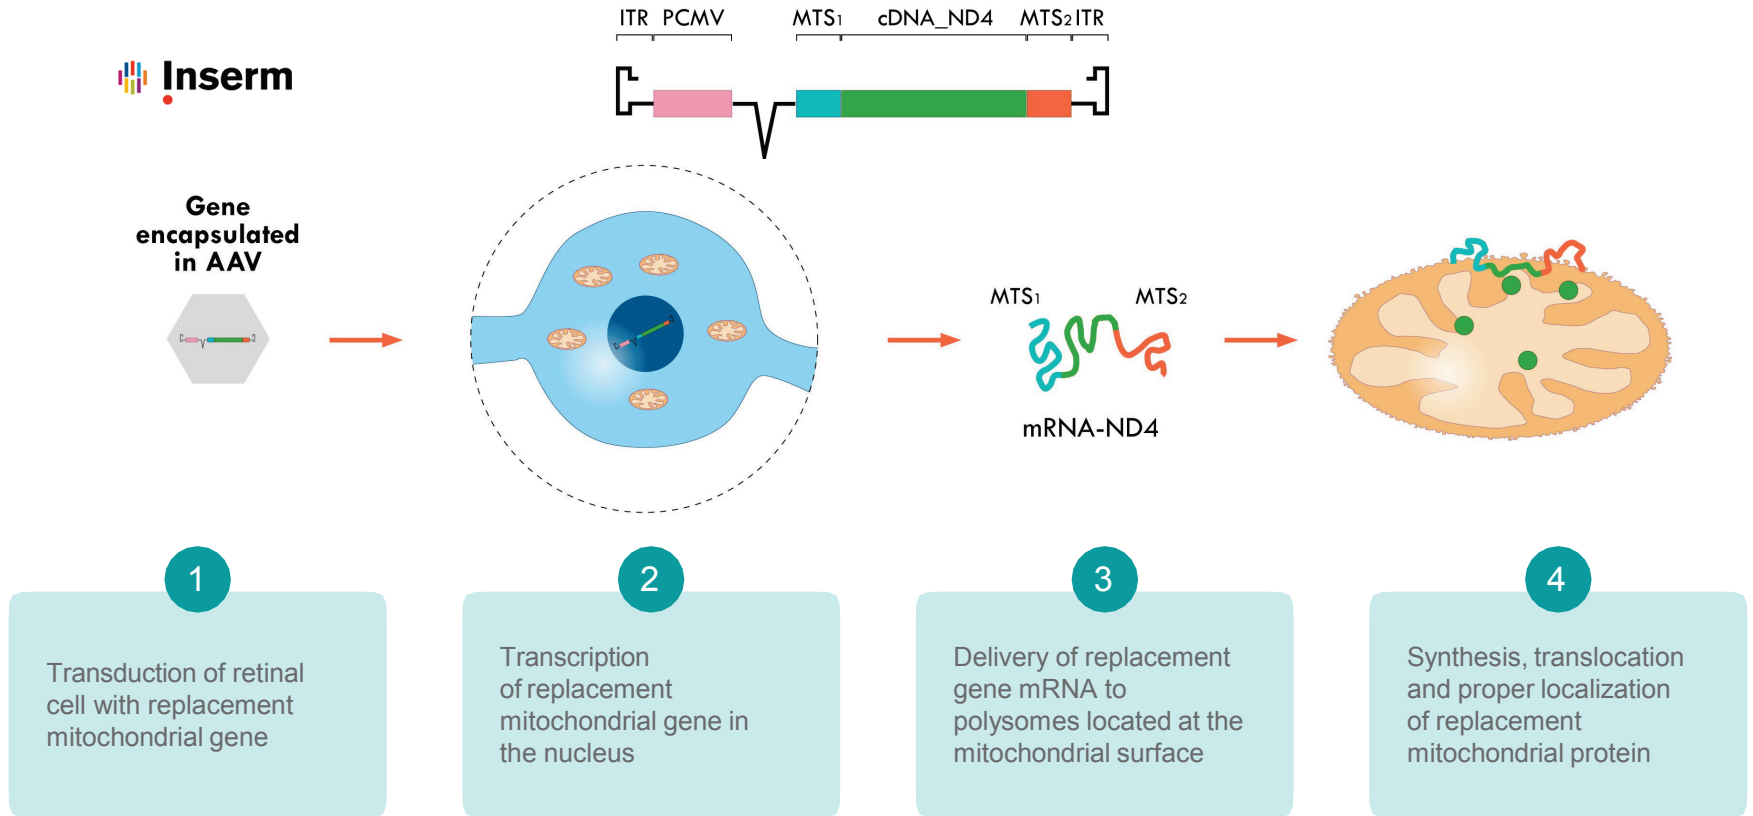 ITR PCMV MTS1 cDNA_ND4 MTS2 ITR
Inserm
Gene
encapsulated
in AAV
MTS1 MTS2
mRNA-ND4
1
Transduction of retinal
cell with replacement
mitochondrial gene
2
Transcription
of replacement
mitochondrial gene in
the nucleus
3
Delivery of replacement
gene mRNA to
polysomes located at the
mitochondrial surface
4
Synthesis, translocation
and proper localization
of replacement
mitochondrial protein